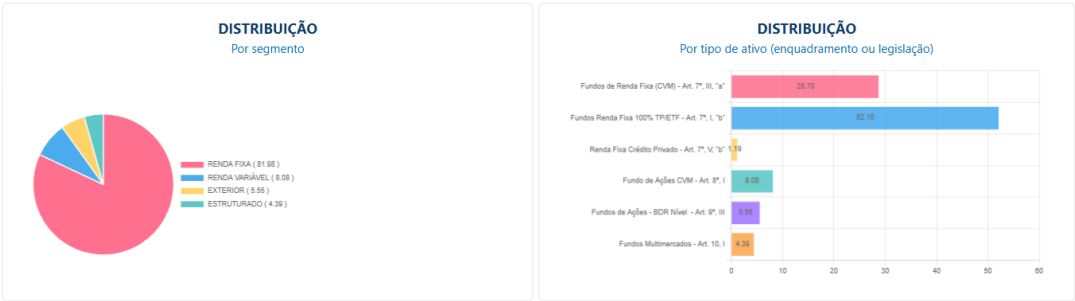 DISTRIBUIÇÃO
Por segmento
RENDA FIXA ( 81.98 )
RENDA VARIÁVEL ( 8.08 )
EXTERIOR ( 5.55 )
ESTRUTURADO ( 4.39 )
DISTRIBUIÇÃO
Por tipo de ativo (enquadramento ou legislação)
Fundos de Renda Fixa (CVM) - Art. 7º, III, "a"
28.70
Fundos Renda Fixa 100% TP/ETF - Art. 7º, I, "b"
52.10
Renda Fixa Crédito Privado - Art. 7º, V, "b"
1.19
Fundo de Ações CVM - Art. 8º, I
8.08
Fundos de Ações - BDR Nível - Art. 9º, III
5.55
Fundos Multimercados - Art. 10, I
4.39
0 10 20 30 40 50 60